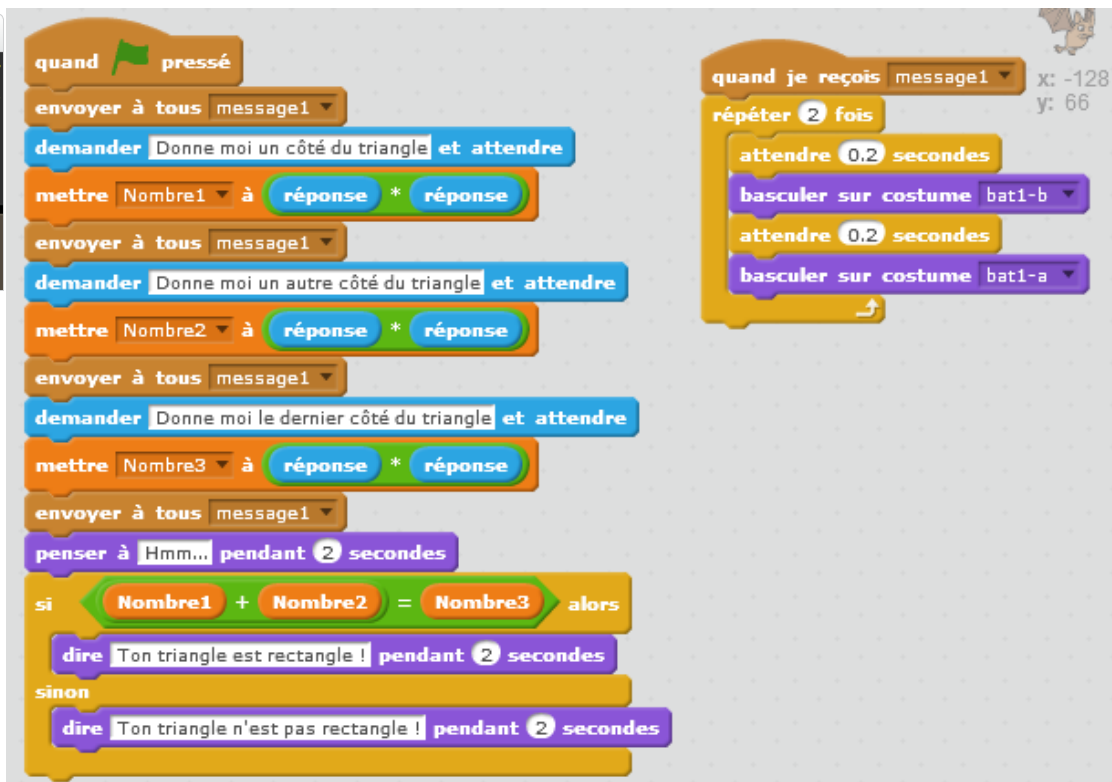 quand pressé
envoyer à tous message1
demander Donne moi un côté du triangle et attendre
mettre Nombre1 à réponse * réponse
envoyer à tous message1
demander Donne moi un autre côté du triangle et attendre
mettre Nombre2 à réponse * réponse
envoyer à tous message1
demander Donne moi le dernier côté du triangle et attendre
mettre Nombre3 à réponse * réponse
envoyer à tous message1
penser à Hmm... pendant 2 secondes
si Nombre1 + Nombre2 = Nombre3 alors
dire Ton triangle est rectangle ! pendant 2 secondes
sinon
dire Ton triangle n'est pas rectangle ! pendant 2 secondes
quand je reçois message1
répéter 2 fois
attendre 0.2 secondes
basculer sur costume bat1-b
attendre 0.2 secondes
basculer sur costume bat1-a
x: -128
y: 66